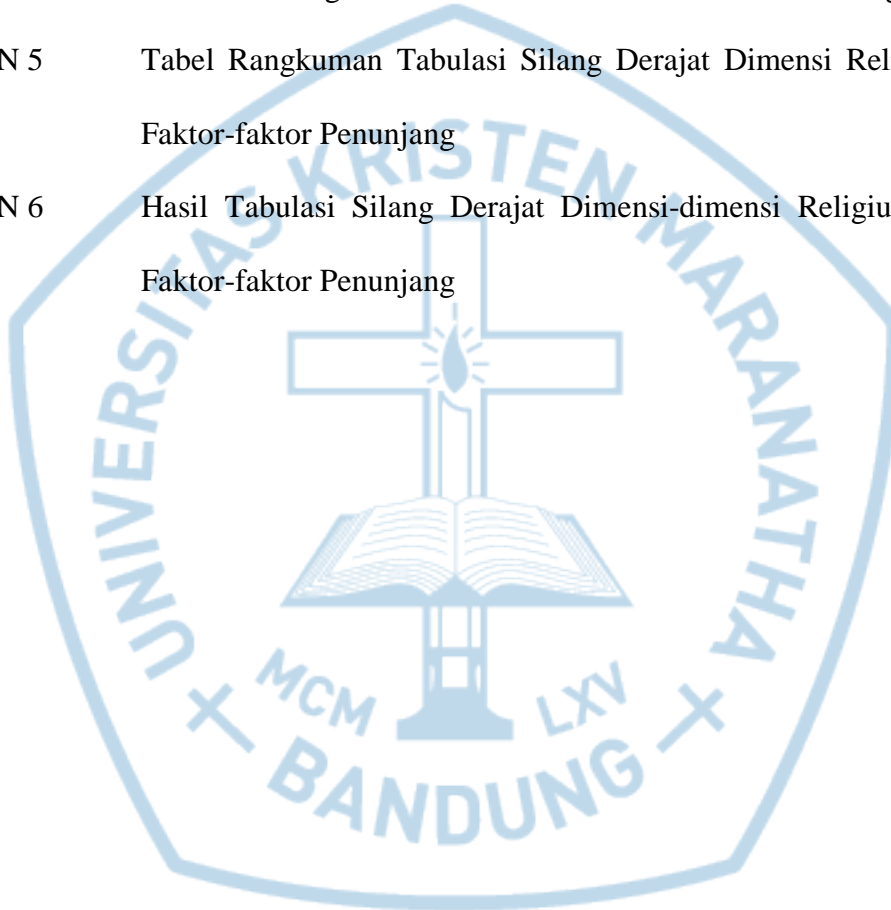 N 5 Tabel Rangkuman Tabulasi Silang Derajat Dimensi Rel
Faktor-faktor Penunjang
N 6 Hasil Tabulasi Silang Derajat Dimensi-dimensi Religiu
Faktor-faktor Penunjang
UNIVERSITAS KRISTEN MARANATHA
MCM LXV
BANDUNG